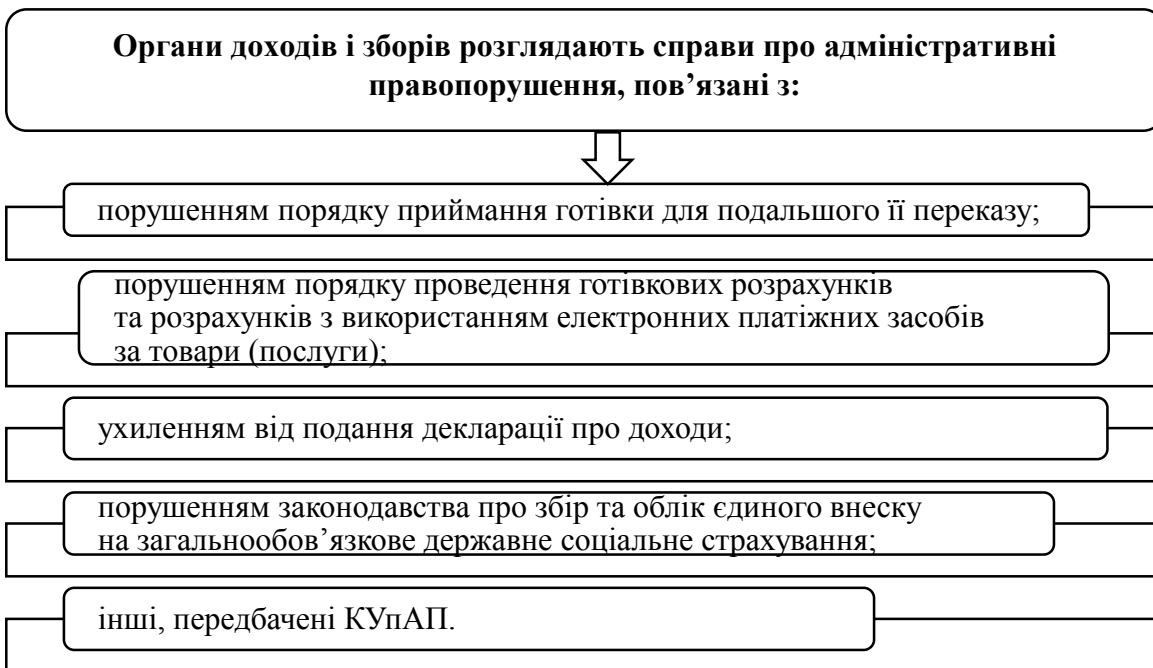 Органи доходів і зборів розглядають справи про адміністративні
правопорушення, пов’язані з:
порушенням порядку приймання готівки для подальшого її переказу;
порушенням порядку проведення готівкових розрахунків
та розрахунків з використанням електронних платіжних засобів
за товари (послуги);
ухиленням від подання декларації про доходи;
порушенням законодавства про збір та облік єдиного внеску
на загальнообов’язкове державне соціальне страхування;
інші, передбачені КУпАП.